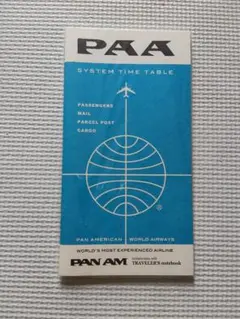 PAA
SYSTEM TIME TABLE
PASSENGERS
MAIL
PARCEL POST
CARGO
®
PAN AMERICAN WORLD AIRWAYS
WORLD'S MOST EXPERIENCED AIRLINE
PAN AM
TRAVELER'S notebook